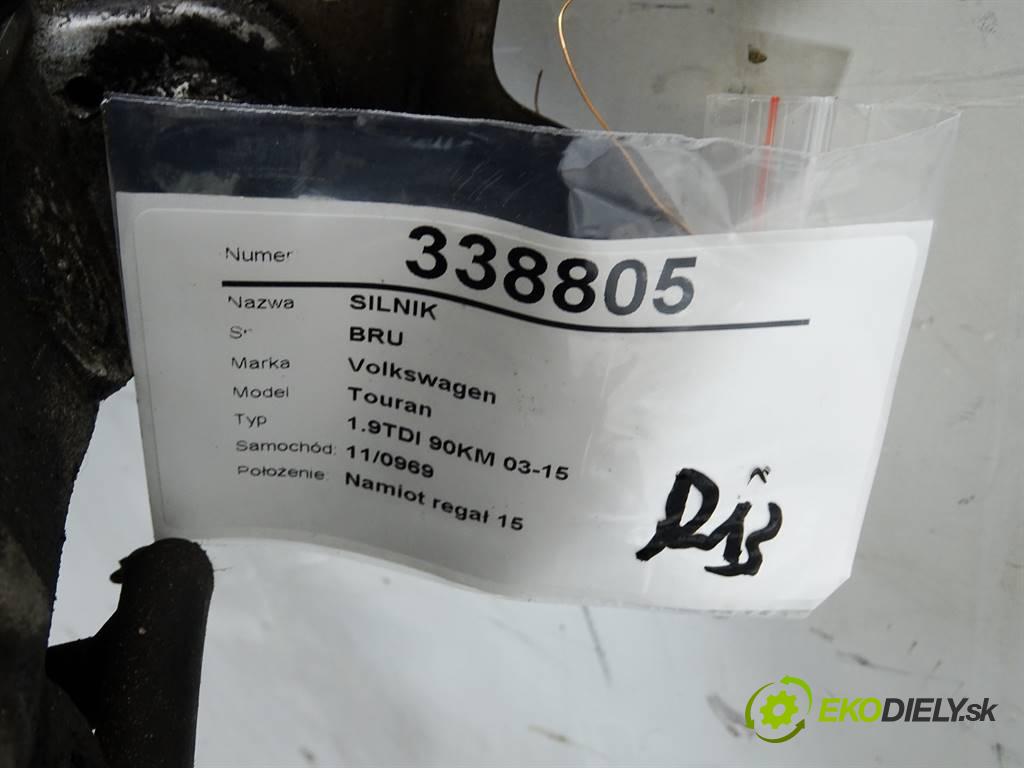 Numer 338805
Nazwa SILNIK
Sr BRU
Marka Volkswagen
Model Touran
Typ 1.9TDI 90KM 03-15
Samochód: 11/0969
Położenie: Namiot regał 15
EKODIELY.sk